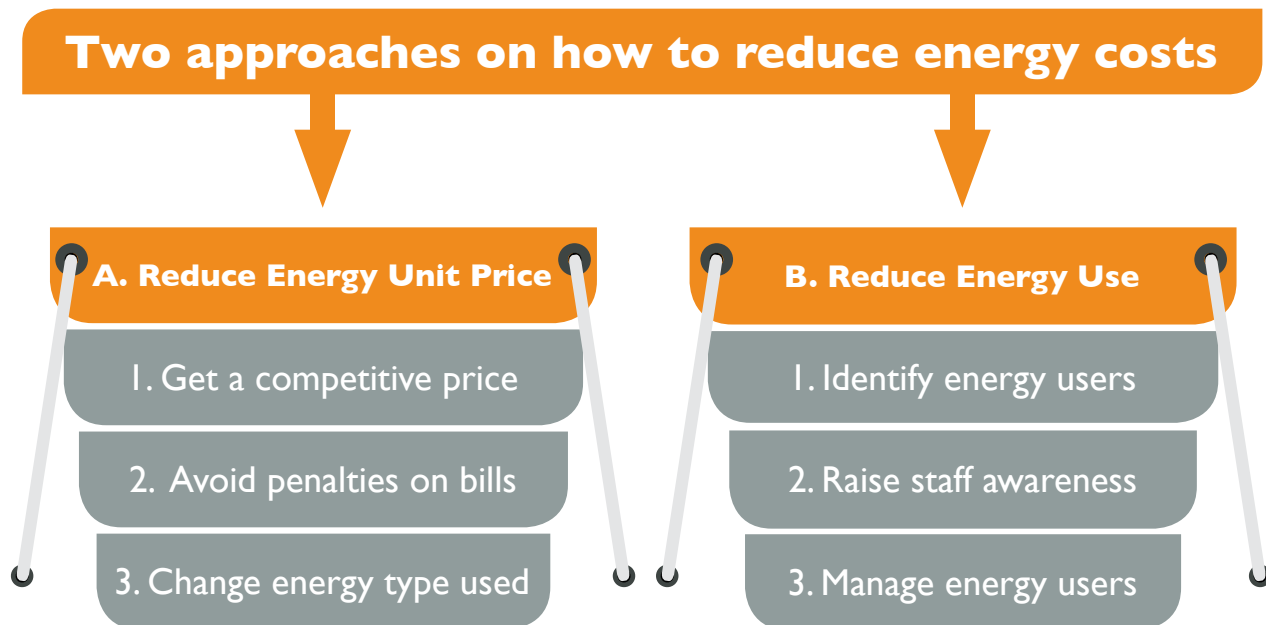 Two approaches on how to reduce energy costs
A. Reduce Energy Unit Price
1. Get a competitive price
2. Avoid penalties on bills
3. Change energy type used
B. Reduce Energy Use
1. Identify energy users
2. Raise staff awareness
3. Manage energy users